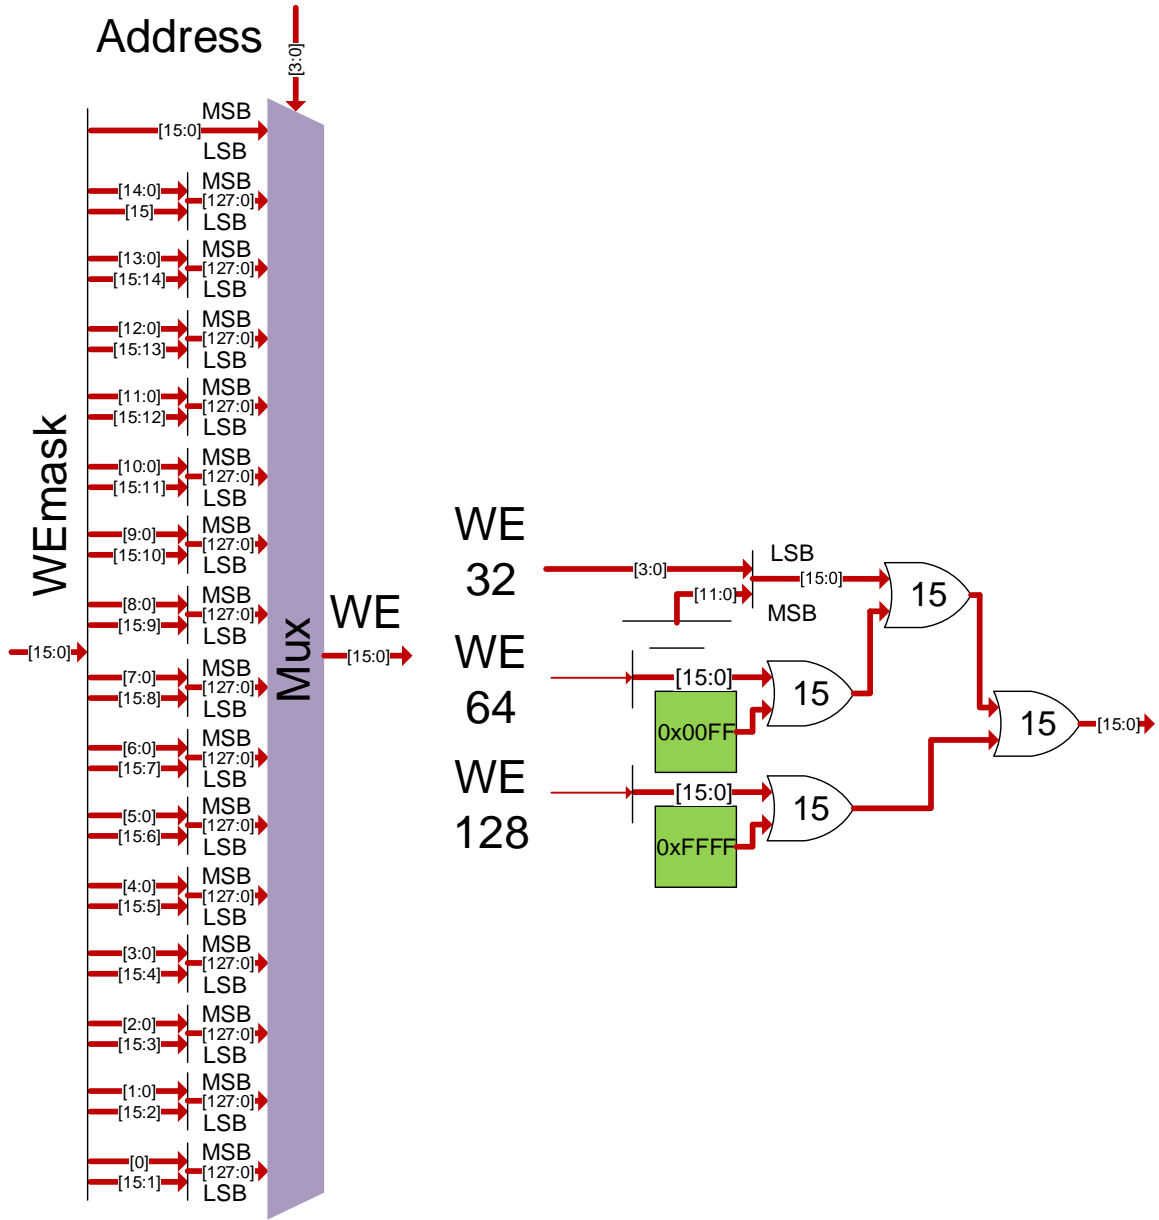 Address
[3:0]
MSB
[15:0]
LSB
[14:0]
[15]
MSB
[127:0]
LSB
[13:0]
[15:14]
MSB
[127:0]
LSB
[12:0]
[15:13]
MSB
[127:0]
LSB
[11:0]
[15:12]
MSB
[127:0]
LSB
[10:0]
[15:11]
MSB
[127:0]
LSB
[9:0]
[15:10]
MSB
[127:0]
LSB
[8:0]
[15:9]
MSB
[127:0]
LSB
[7:0]
[15:8]
MSB
[127:0]
LSB
[6:0]
[15:7]
MSB
[127:0]
LSB
[5:0]
[15:6]
MSB
[127:0]
LSB
[4:0]
[15:5]
MSB
[127:0]
LSB
[3:0]
[15:4]
MSB
[127:0]
LSB
[2:0]
[15:3]
MSB
[127:0]
LSB
[1:0]
[15:2]
MSB
[127:0]
LSB
[0]
[15:1]
MSB
[127:0]
LSB
WEmask
[15:0]
Mux
WE
[15:0]
WE
32
[3:0]
LSB
[15:0]
[11:0]
MSB
15
WE
64
[15:0]
0x00FF
15
15
[15:0]
WE
128
[15:0]
0xFFFF
15